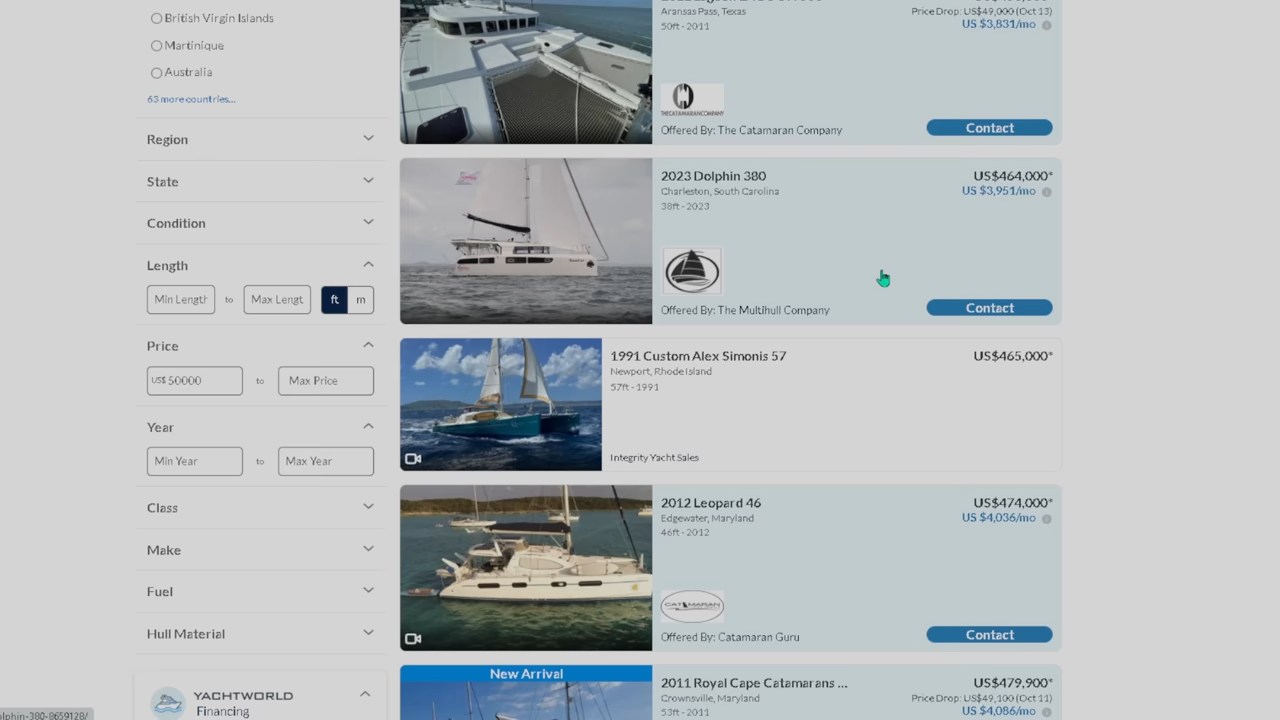 British Virgin Islands
Martinique
Australia
63 more countries...
Region
State
Condition
Length
Min Length to Max Lengt ft m
Price
US$ 50000 to Max Price
Year
Min Year to Max Year
Class
Make
Fuel
Hull Material
YACHTWORLD
Financing
Aransas Pass, Texas
50ft - 2011
Price Drop: US$49,000 (Oct 13)
US $3,831/mo
THECATAMARANCOMPANY
Offered By: The Catamaran Company
Contact
2023 Dolphin 380
Charleston, South Carolina
38ft - 2023
US$464,000*
US $3,951/mo
Offered By: The Multihull Company
Contact
1991 Custom Alex Simonis 57
Newport, Rhode Island
57ft - 1991
US$465,000*
Integrity Yacht Sales
2012 Leopard 46
Edgewater, Maryland
46ft - 2012
US$474,000*
US $4,036/mo
CATAMARAN
Offered By: Catamaran Guru
Contact
New Arrival
2011 Royal Cape Catamarans ...
Crownsville, Maryland
53ft - 2011
US$479,900*
Price Drop: US$49,100 (Oct 11)
US $4,086/mo
olphin-380-8659128/